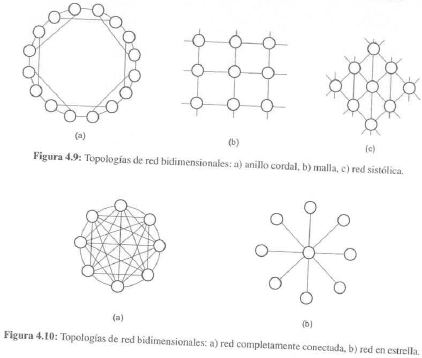 (a)
(b)
(c)
Figura 4.9: Topologías de red bidimensionales: a) anillo cordal, b) malla, c) red sistólica.
(a)
(b)
Figura 4.10: Topologías de red bidimensionales: a) red completamente conectada, b) red en estrella.